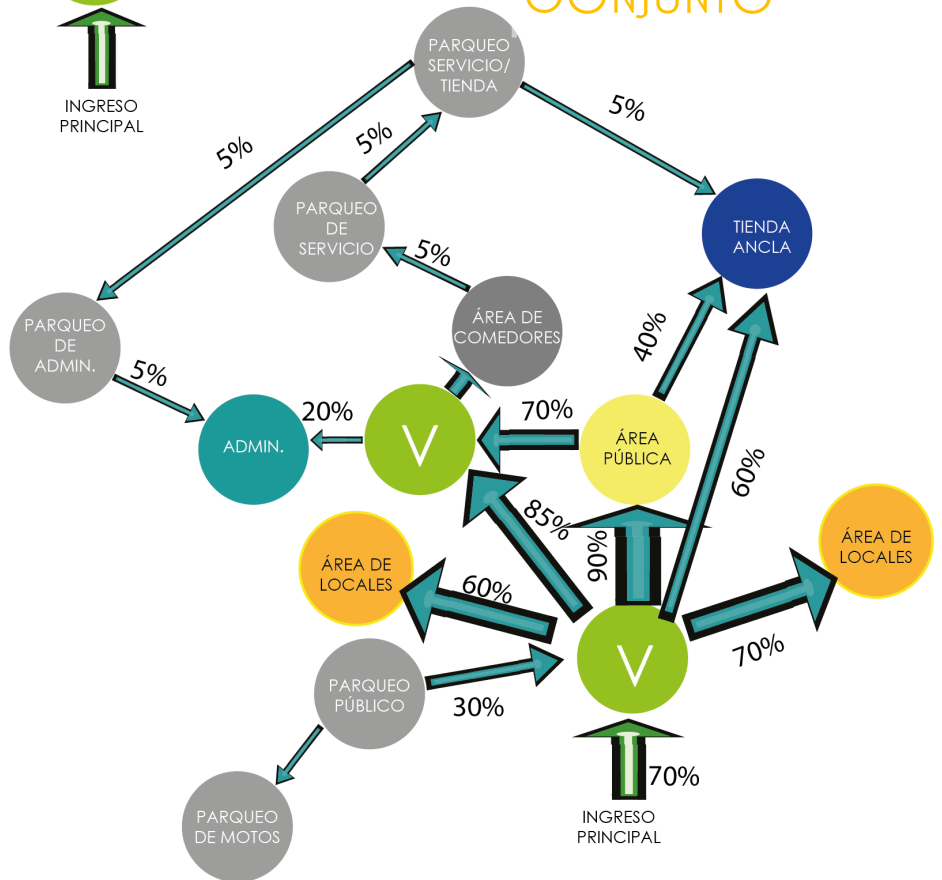 CONJUNTO
INGRESO
PRINCIPAL
PARQUEO
SERVICIO/
TIENDA
5%
5%
5%
PARQUEO
DE
SERVICIO
TIENDA
ANCLA
5%
PARQUEO
DE
ADMIN.
ÁREA DE
COMEDORES
40%
5%
20%
70%
ADMIN.
V
ÁREA
PÚBLICA
60%
85%
90%
ÁREA DE
LOCALES
ÁREA DE
LOCALES
60%
V
70%
PARQUEO
PÚBLICO
30%
70%
PARQUEO
DE MOTOS
INGRESO
PRINCIPAL